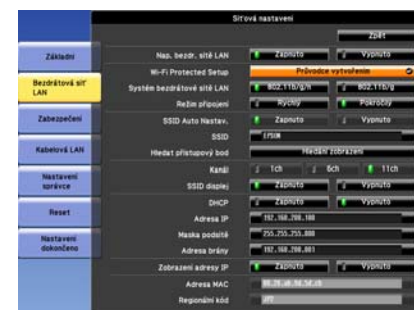 Síťová nastavení
Zpět
Základní
Bezdrátová síť LAN
Zabezpečení
Kabelová LAN
Nastavení správce
Reset
Nastavení dokončeno
Nap. bezdr. sítě LAN Zapnuto Vypnuto
Wi-Fi Protected Setup Průvodce vytvořením
Systém bezdrátové sítě LAN 802.11b/g/n 802.11b/g
Režim připojení Rychlý Pokročilý
SSID Auto Nastav. Zapnuto Vypnuto
SSID EPSON
Hledat přístupový bod Hledání zobrazení
Kanál 1ch 6ch 11ch
SSID displej Zapnuto Vypnuto
DHCP Zapnuto Vypnuto
Adresa IP 192.168.200.100
Maska podsítě 255.255.255.000
Adresa brány 192.168.200.001
Zobrazení adresy IP Zapnuto Vypnuto
Adresa MAC
Regionální kód